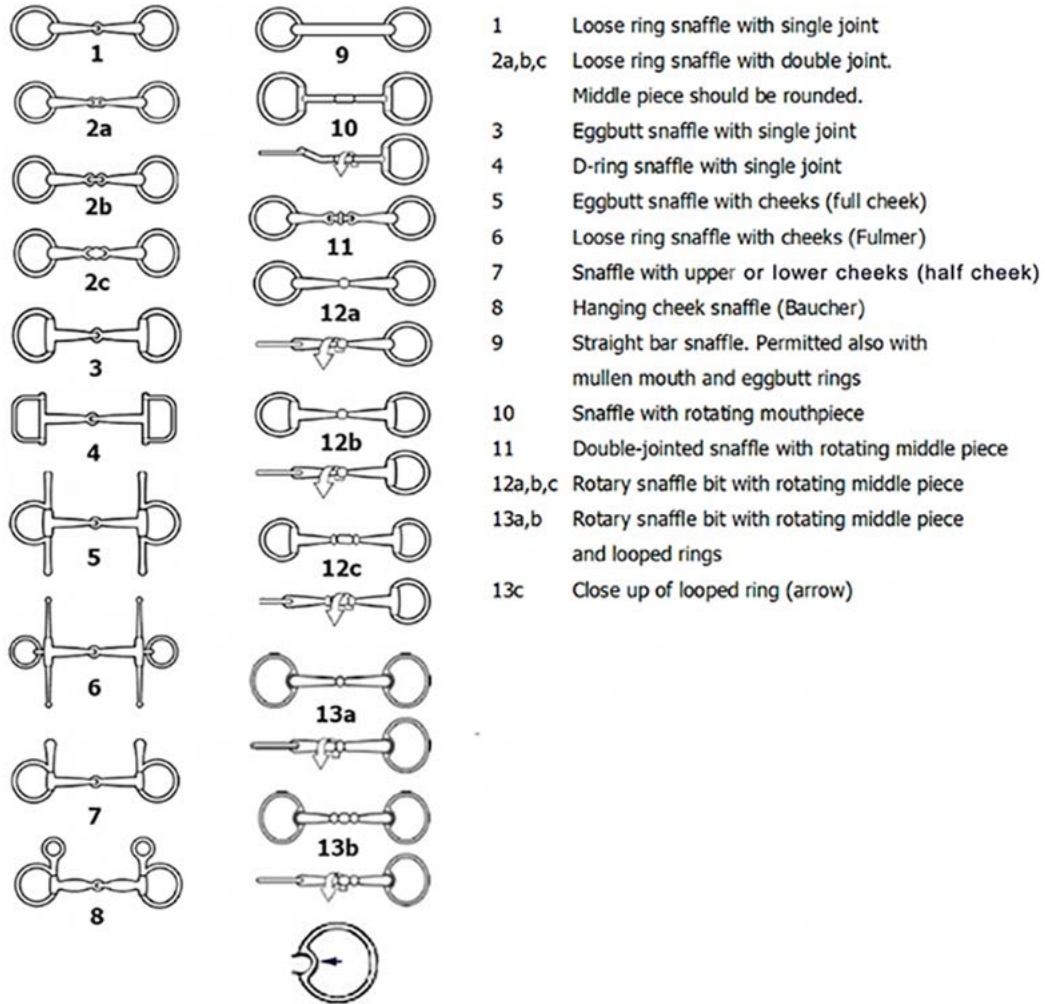 1
2a
2b
2c
3
4
5
6
7
8
9
10
11
12a
12b
12c
13a
13b
1 Loose ring snaffle with single joint
2a,b,c Loose ring snaffle with double joint.
Middle piece should be rounded.
3 Eggbutt snaffle with single joint
4 D-ring snaffle with single joint
5 Eggbutt snaffle with cheeks (full cheek)
6 Loose ring snaffle with cheeks (Fulmer)
7 Snaffle with upper or lower cheeks (half cheek)
8 Hanging cheek snaffle (Baucher)
9 Straight bar snaffle. Permitted also with
mullen mouth and eggbutt rings
10 Snaffle with rotating mouthpiece
11 Double-jointed snaffle with rotating middle piece
12a,b,c Rotary snaffle bit with rotating middle piece
13a,b Rotary snaffle bit with rotating middle piece
and looped rings
13c Close up of looped ring (arrow)